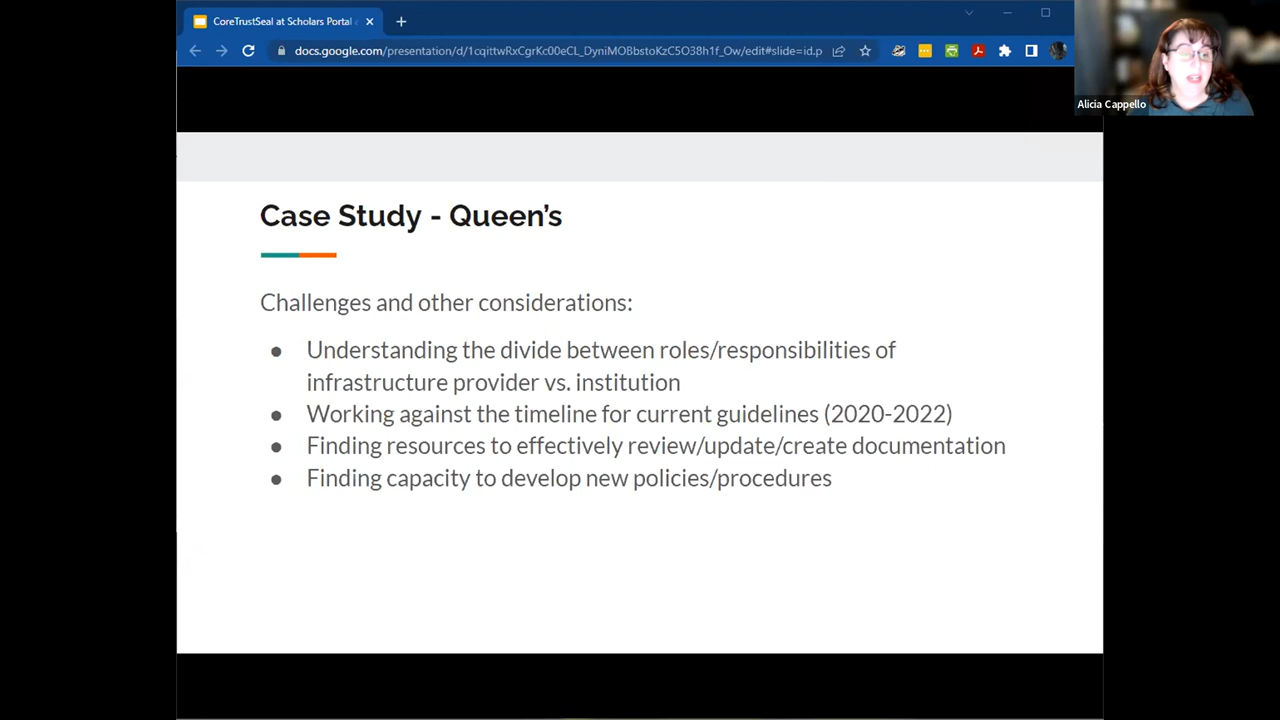 CoreTrustSeal at Scholars Portal
docs.google.com/presentation/d/1cqittwRxCgrKc00eCL_DyniMOBbstoKzC5O38h1f_Ow/edit#slide=id.p
Alicia Cappello
Case Study - Queen's
Challenges and other considerations:
● Understanding the divide between roles/responsibilities of
infrastructure provider vs. institution
● Working against the timeline for current guidelines (2020-2022)
● Finding resources to effectively review/update/create documentation
● Finding capacity to develop new policies/procedures